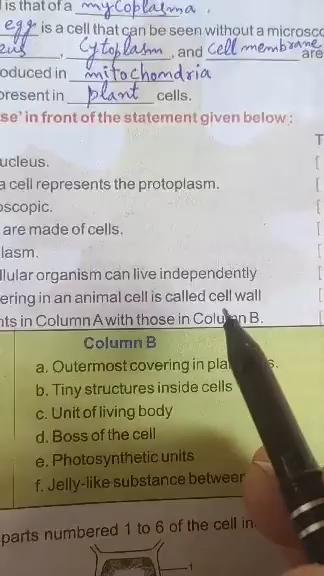 l is that of a mycoplasma.
egg is a cell that can be seen without a microsco
eus, Cytoplasm, and Cell membrane are
oduced in mitochomdria
present in plant cells.
se' in front of the statement given below:
T
ucleus. [
a cell represents the protoplasm. [
oscopic. [
are made of cells. [
lasm. [
llular organism can live independently [
ering in an animal cell is called cell wall [
nts in Column A with those in Column B. [
Column B
a. Outermost covering in pla s.
b. Tiny structures inside cells
c. Unit of living body
d. Boss of the cell
e. Photosynthetic units
f. Jelly-like substance between
parts numbered 1 to 6 of the cell in
1